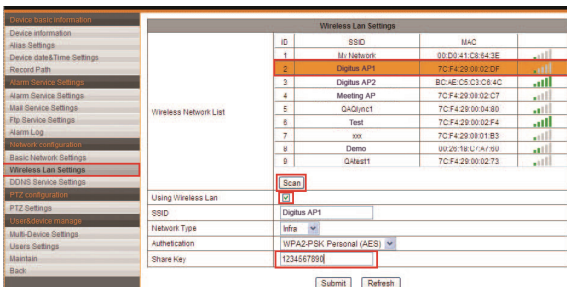 Device basic information
Device information
Alias Settings
Device date&Time Settings
Record Path
Alarm Service Settings
Alarm Service Settings
Mail Service Settings
Ftp Service Settings
Alarm Log
Network configuration
Basic Network Settings
Wireless Lan Settings
DDNS Service Settings
PTZ configuration
PTZ Settings
User&device manage
Multi-Device Settings
Users Settings
Maintain
Back
Wireless Lan Settings
ID SSID MAC
1 My Network 00:D0:41:C8:64:3E
2 Digitus AP1 7C:F4:29:08:02:DF
3 Digitus AP2 BC:AE:C5:C3:C6:4C
4 Meeting AP 7C:F4:29:08:02:C7
5 QAQlync1 7C:F4:29:00:04:80
6 Test 7C:F4:29:08:02:F4
7 xxx 7C:F4:29:08:01:B3
8 Demo
9 QAtest1 7C:F4:29:00:02:73
Wireless Network List
Scan
Using Wireless Lan
SSID Digitus AP1
Network Type Infra
Authetication WPA2-PSK Personal (AES)
Share Key 1234567890
Submit Refresh